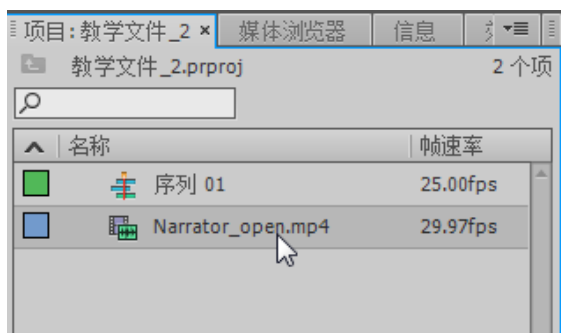 项目:教学文件_2 × 媒体浏览器 信息
教学文件_2.prproj 2 个项
名称 帧速率
序列 01 25.00fps
Narrator_open.mp4 29.97fps